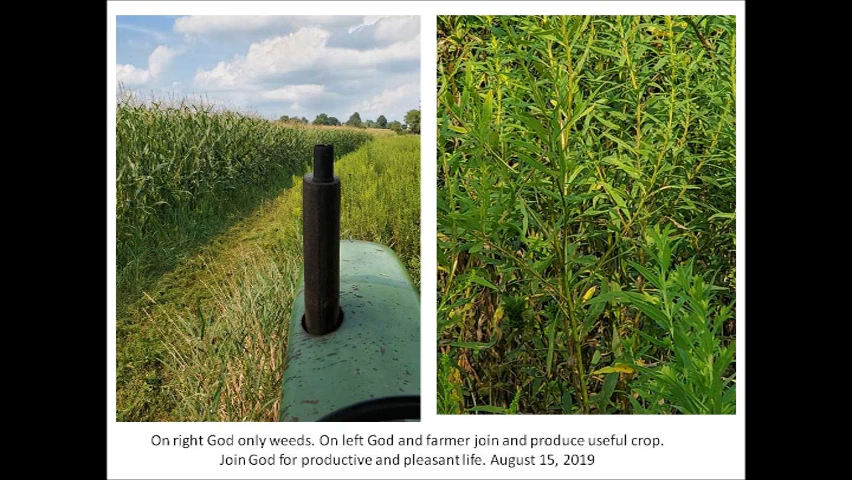 On right God only weeds. On left God and farmer join and produce useful crop.
Join God for productive and pleasant life. August 15, 2019